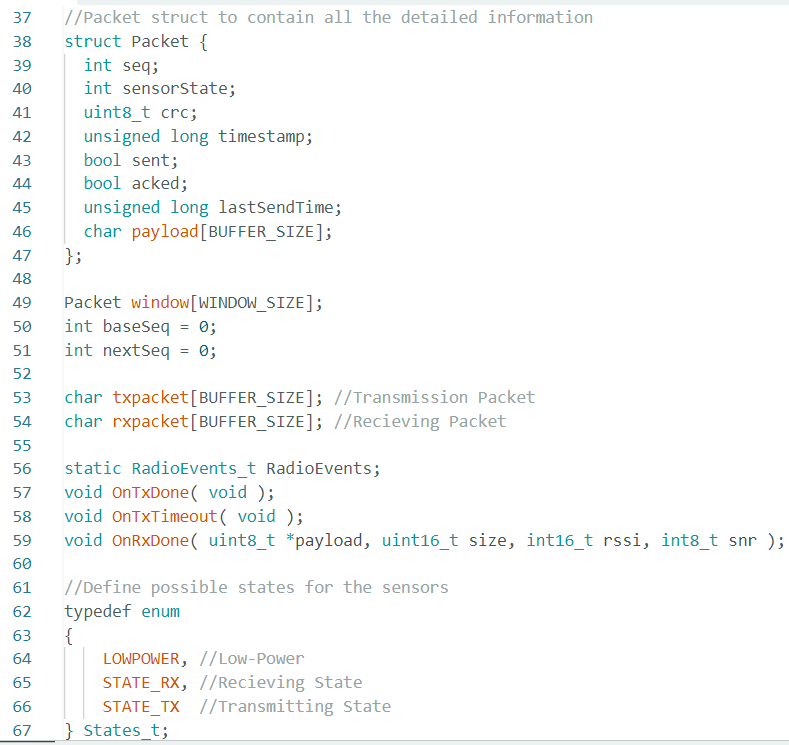 37 //Packet struct to contain all the detailed information
38 struct Packet {
39   int seq;
40   int sensorState;
41   uint8_t crc;
42   unsigned long timestamp;
43   bool sent;
44   bool acked;
45   unsigned long lastSendTime;
46   char payload[BUFFER_SIZE];
47 };
48
49 Packet window[WINDOW_SIZE];
50 int baseSeq = 0;
51 int nextSeq = 0;
52
53 char txpacket[BUFFER_SIZE]; //Transmission Packet
54 char rxpacket[BUFFER_SIZE]; //Recieving Packet
55
56 static RadioEvents_t RadioEvents;
57 void OnTxDone( void );
58 void OnTxTimeout( void );
59 void OnRxDone( uint8_t *payload, uint16_t size, int16_t rssi, int8_t snr );
60
61 //Define possible states for the sensors
62 typedef enum
63 {
64     LOWPOWER, //Low-Power
65     STATE_RX, //Recieving State
66     STATE_TX  //Transmitting State
67 } States_t;